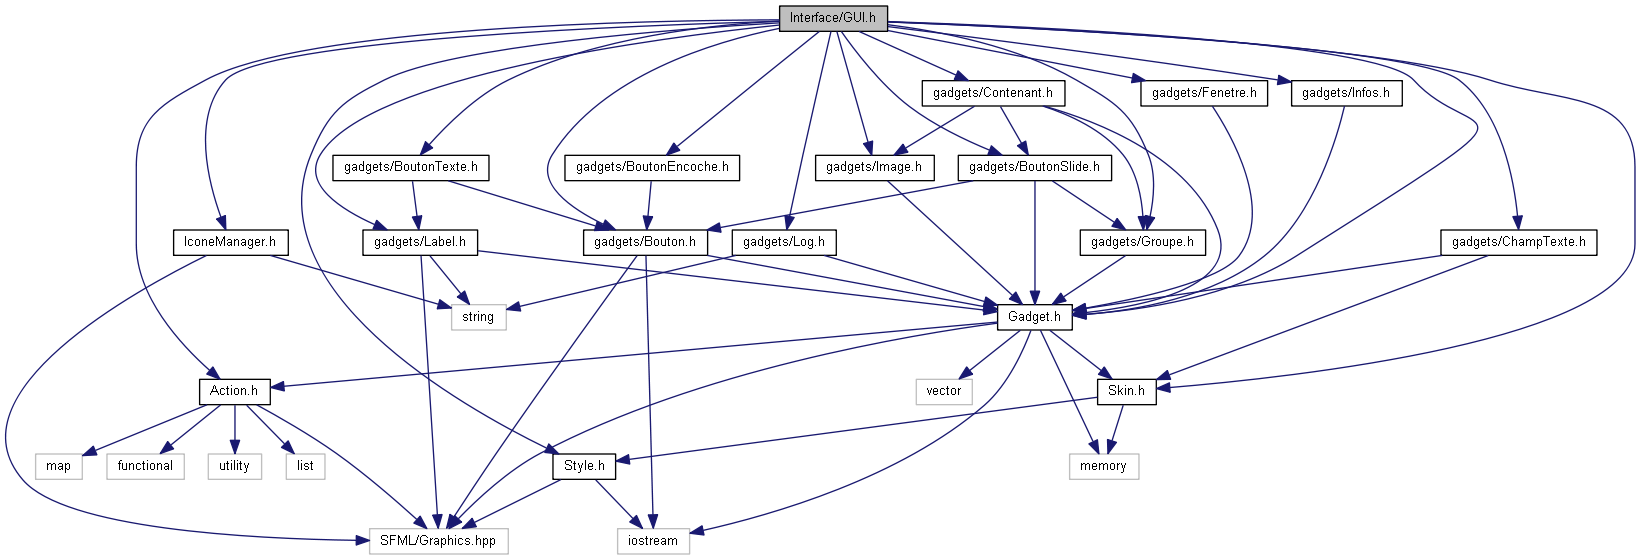 Interface/GUI.h
gadgets/Contenant.h
gadgets/Fenetre.h
gadgets/Infos.h
gadgets/BoutonTexte.h
gadgets/BoutonEncoche.h
gadgets/Image.h
gadgets/BoutonSlide.h
IconeManager.h
gadgets/Label.h
gadgets/Bouton.h
gadgets/Log.h
gadgets/Groupe.h
gadgets/ChampTexte.h
string
Gadget.h
Action.h
vector
Skin.h
map
functional
utility
list
Style.h
memory
SFML/Graphics.hpp
iostream